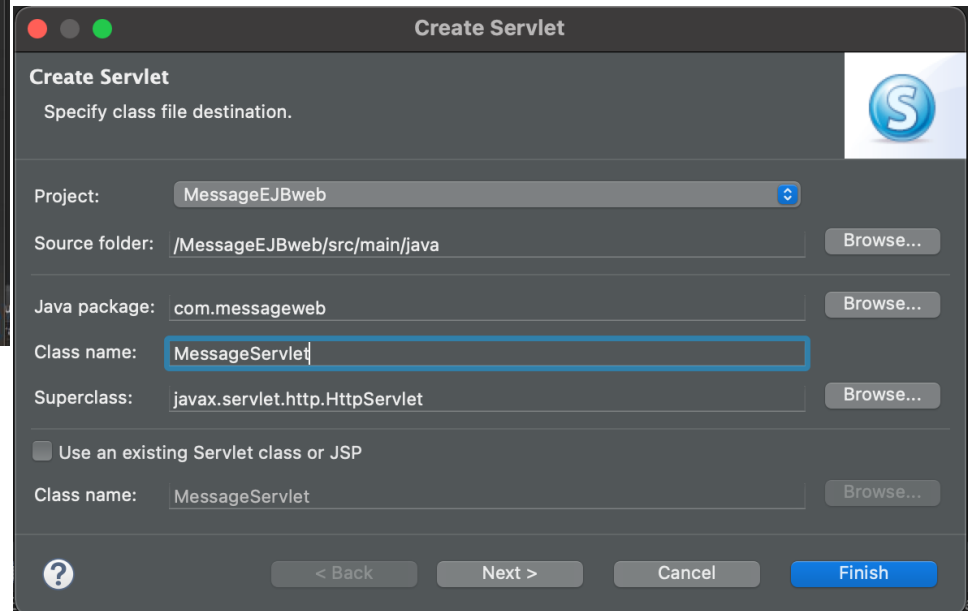 Create Servlet
Create Servlet
Specify class file destination.
S
Project: MessageEJBweb
Source folder: /MessageEJBweb/src/main/java Browse...
Java package: com.messageweb Browse...
Class name: MessageServlet
Superclass: javax.servlet.http.HttpServlet Browse...
Use an existing Servlet class or JSP
Class name: MessageServlet Browse...
? < Back Next > Cancel Finish